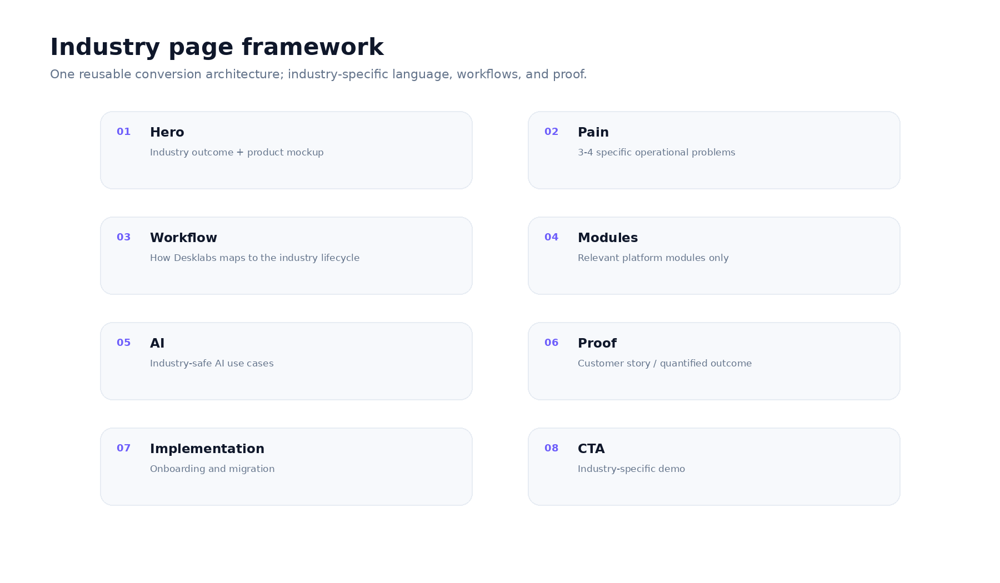 Industry page framework
One reusable conversion architecture; industry-specific language, workflows, and proof.
01 Hero
Industry outcome + product mockup
02 Pain
3-4 specific operational problems
03 Workflow
How Desklabs maps to the industry lifecycle
04 Modules
Relevant platform modules only
05 AI
Industry-safe AI use cases
06 Proof
Customer story / quantified outcome
07 Implementation
Onboarding and migration
08 CTA
Industry-specific demo